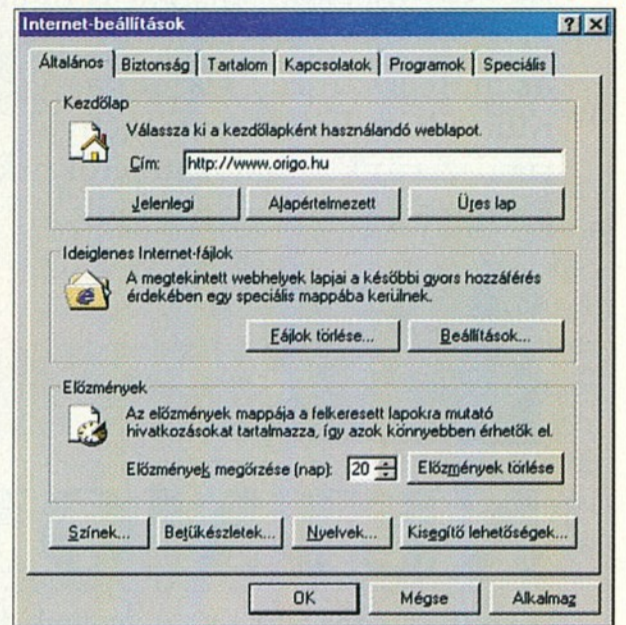 Internet-beállítások
Általános Biztonság Tartalom Kapcsolatok Programok Speciális
Kezdőlap
Válassza ki a kezdőlapként használandó weblapot.
Cím: http://www.origo.hu
Jelenlegi Alapértelmezett Üres lap
Ideiglenes Internet-fájlok
A megtekintett webhelyek lapjai a későbbi gyors hozzáférés
érdekében egy speciális mappába kerülnek.
Fájlok törlése... Beállítások...
Előzmények
Az előzmények mappája a felkeresett lapokra mutató
hivatkozásokat tartalmazza, így azok könnyebben érhetők el.
Előzmények megőrzése (nap): 20 Előzmények törlése
Színek... Betűkészletek... Nyelvek... Kisegítő lehetőségek...
OK Mégse Alkalmaz